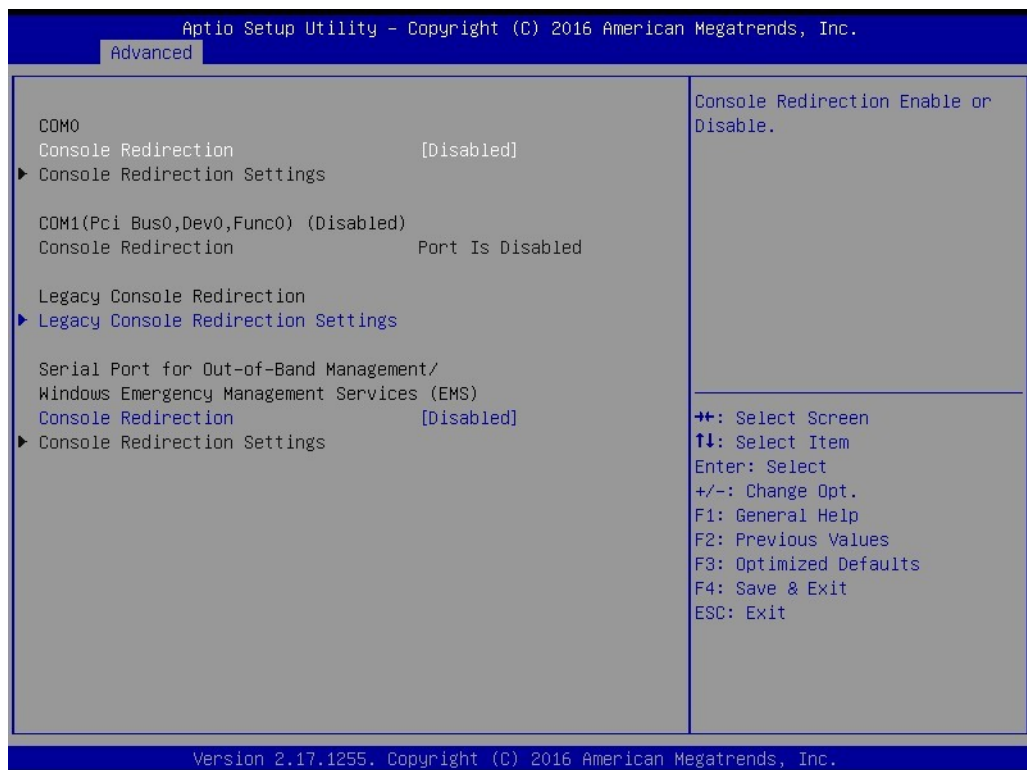 Aptio Setup Utility – Copyright (C) 2016 American Megatrends, Inc.
Advanced
COM0
Console Redirection [Disabled]
▶ Console Redirection Settings
COM1(Pci Bus0,Dev0,Func0) (Disabled)
Console Redirection Port Is Disabled
Legacy Console Redirection
▶ Legacy Console Redirection Settings
Serial Port for Out-of-Band Management/
Windows Emergency Management Services (EMS)
Console Redirection [Disabled]
▶ Console Redirection Settings
Console Redirection Enable or
Disable.
→←: Select Screen
↑↓: Select Item
Enter: Select
+/-: Change Opt.
F1: General Help
F2: Previous Values
F3: Optimized Defaults
F4: Save & Exit
ESC: Exit
Version 2.17.1255. Copyright (C) 2016 American Megatrends, Inc.